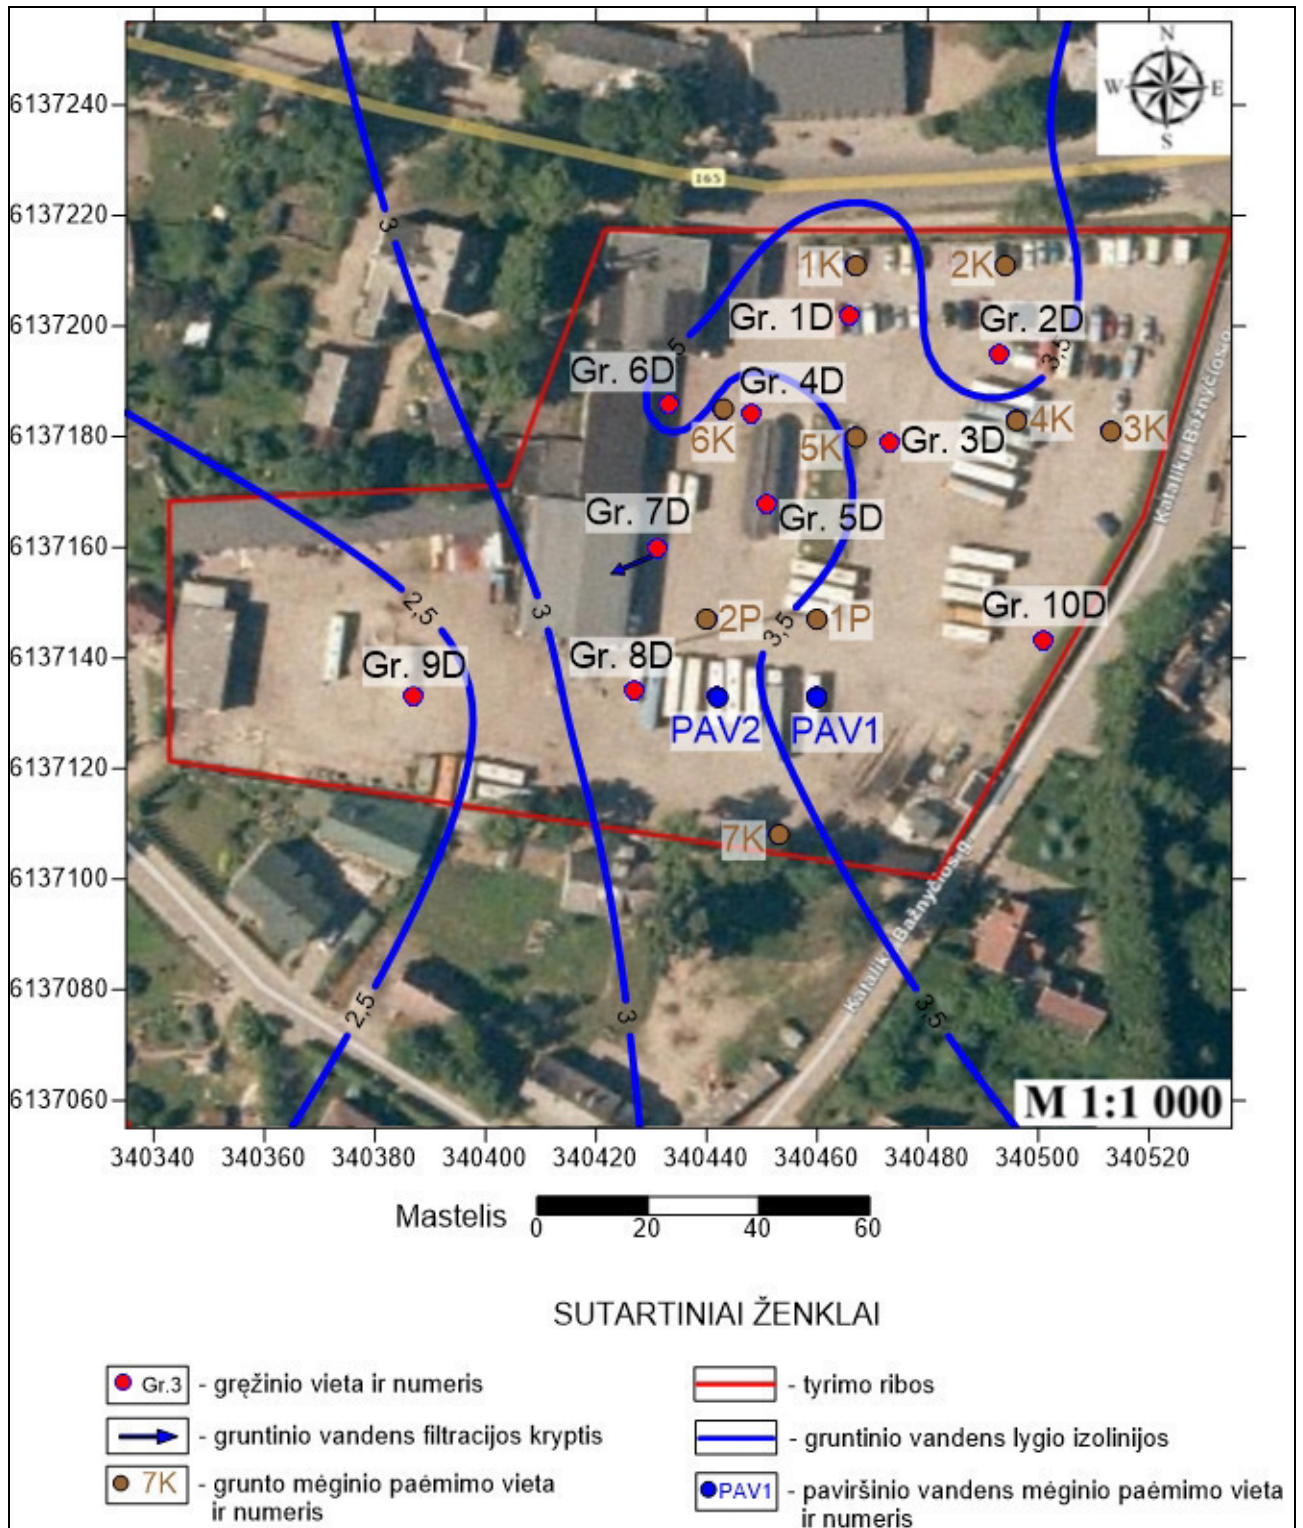 N
W E
S
6137240
6137220
6137200
6137180
6137160
6137140
6137120
6137100
6137080
6137060
165
3
1K
2K
Gr. 1D
Gr. 2D
5
3,5
Gr. 6D
Gr. 4D
6K
5K
Gr. 3D
4K
3K
Katalikų Bažnyčios g.
Gr. 7D
Gr. 5D
2,5
3
2P
1P
3,5
Gr. 10D
Gr. 9D
Gr. 8D
PAV2
PAV1
7K
Katalikų Bažnyčios g.
2,5
3
3,5
M 1:1 000
340340 340360 340380 340400 340420 340440 340460 340480 340500 340520
Mastelis
0 20 40 60
SUTARTINIAI ŽENKLAI
Gr.3 - gręžinio vieta ir numeris
- gruntinio vandens filtracijos kryptis
7K - grunto mėginio paėmimo vieta
ir numeris
- tyrimo ribos
- gruntinio vandens lygio izolinijos
PAV1 - paviršinio vandens mėginio paėmimo vieta
ir numeris